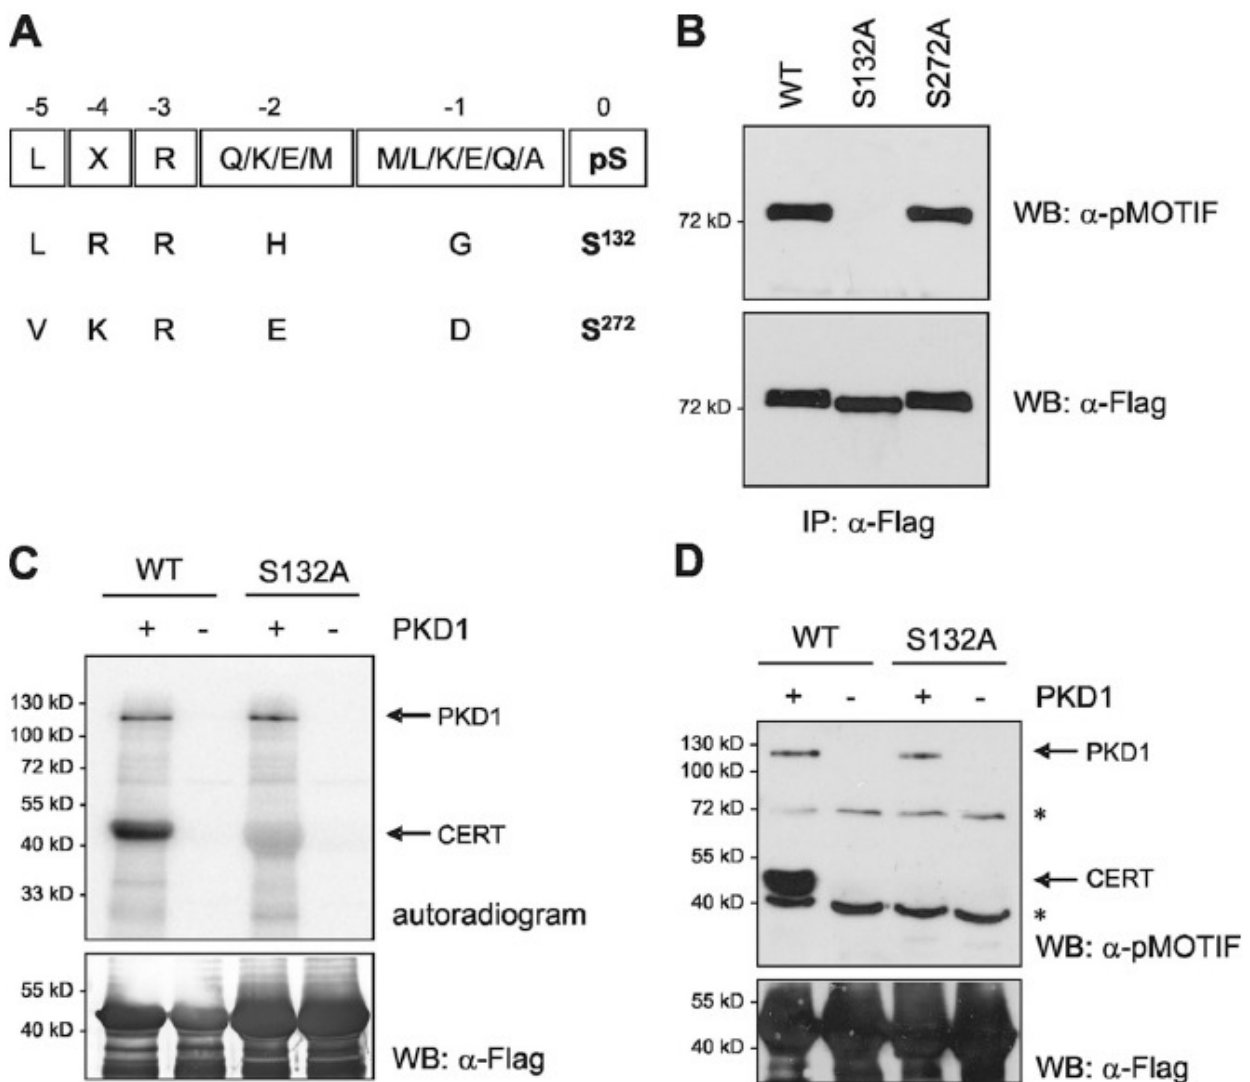 A
-5 -4 -3 -2 -1 0
L X R Q/K/E/M M/L/K/E/Q/A pS
L R R H G S¹³²
V K R E D S²⁷²
B
WT S132A S272A
72 kD
WB: α-pMOTIF
72 kD
WB: α-Flag
IP: α-Flag
C
WT S132A
+ - + - PKD1
130 kD
PKD1
100 kD
72 kD
55 kD
CERT
40 kD
33 kD
autoradiogram
55 kD
40 kD
WB: α-Flag
D
WT S132A
+ - + - PKD1
130 kD
PKD1
100 kD
72 kD
*
55 kD
CERT
40 kD
*
WB: α-pMOTIF
55 kD
40 kD
WB: α-Flag